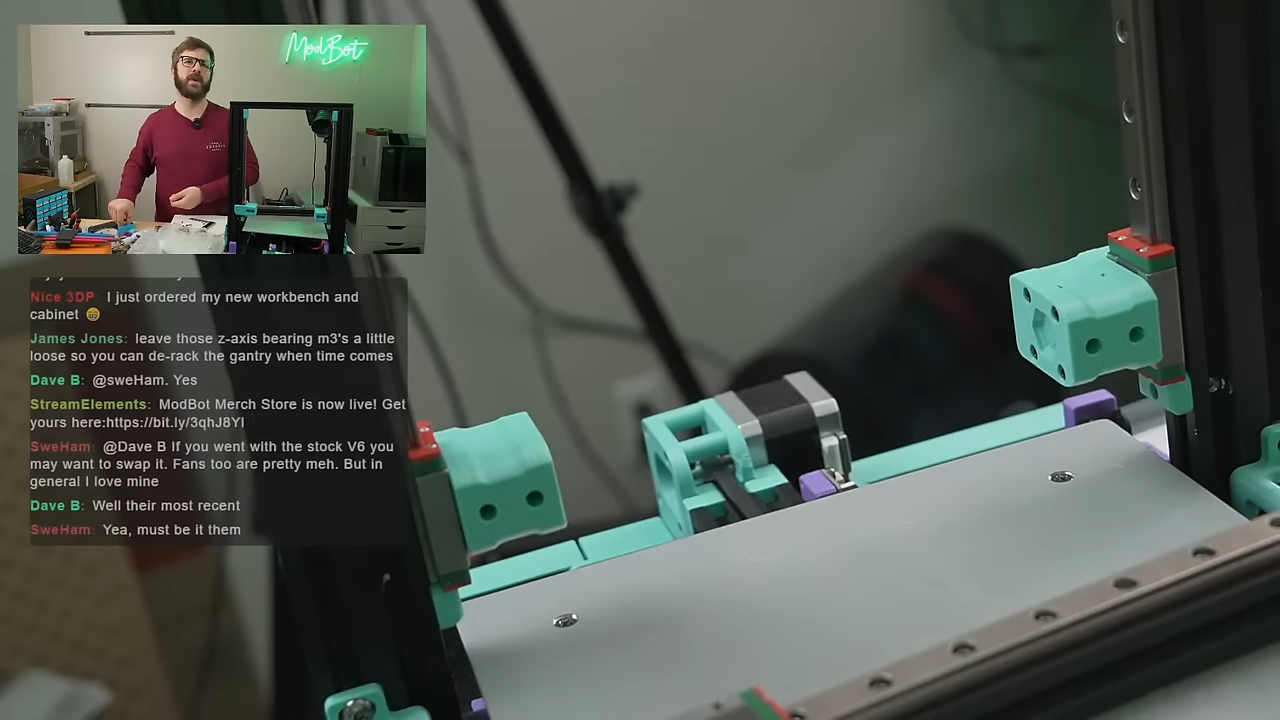 ModBot
Nice 3DP: I just ordered my new workbench and
cabinet 😁
James Jones: leave those z-axis bearing m3's a little
loose so you can de-rack the gantry when time comes
Dave B: @sweHam. Yes
StreamElements: ModBot Merch Store is now live! Get
yours here:https://bit.ly/3qhJ8YI
SweHam: @Dave B If you went with the stock V6 you
may want to swap it. Fans too are pretty meh. But in
general I love mine
Dave B: Well their most recent
SweHam: Yea, must be it them